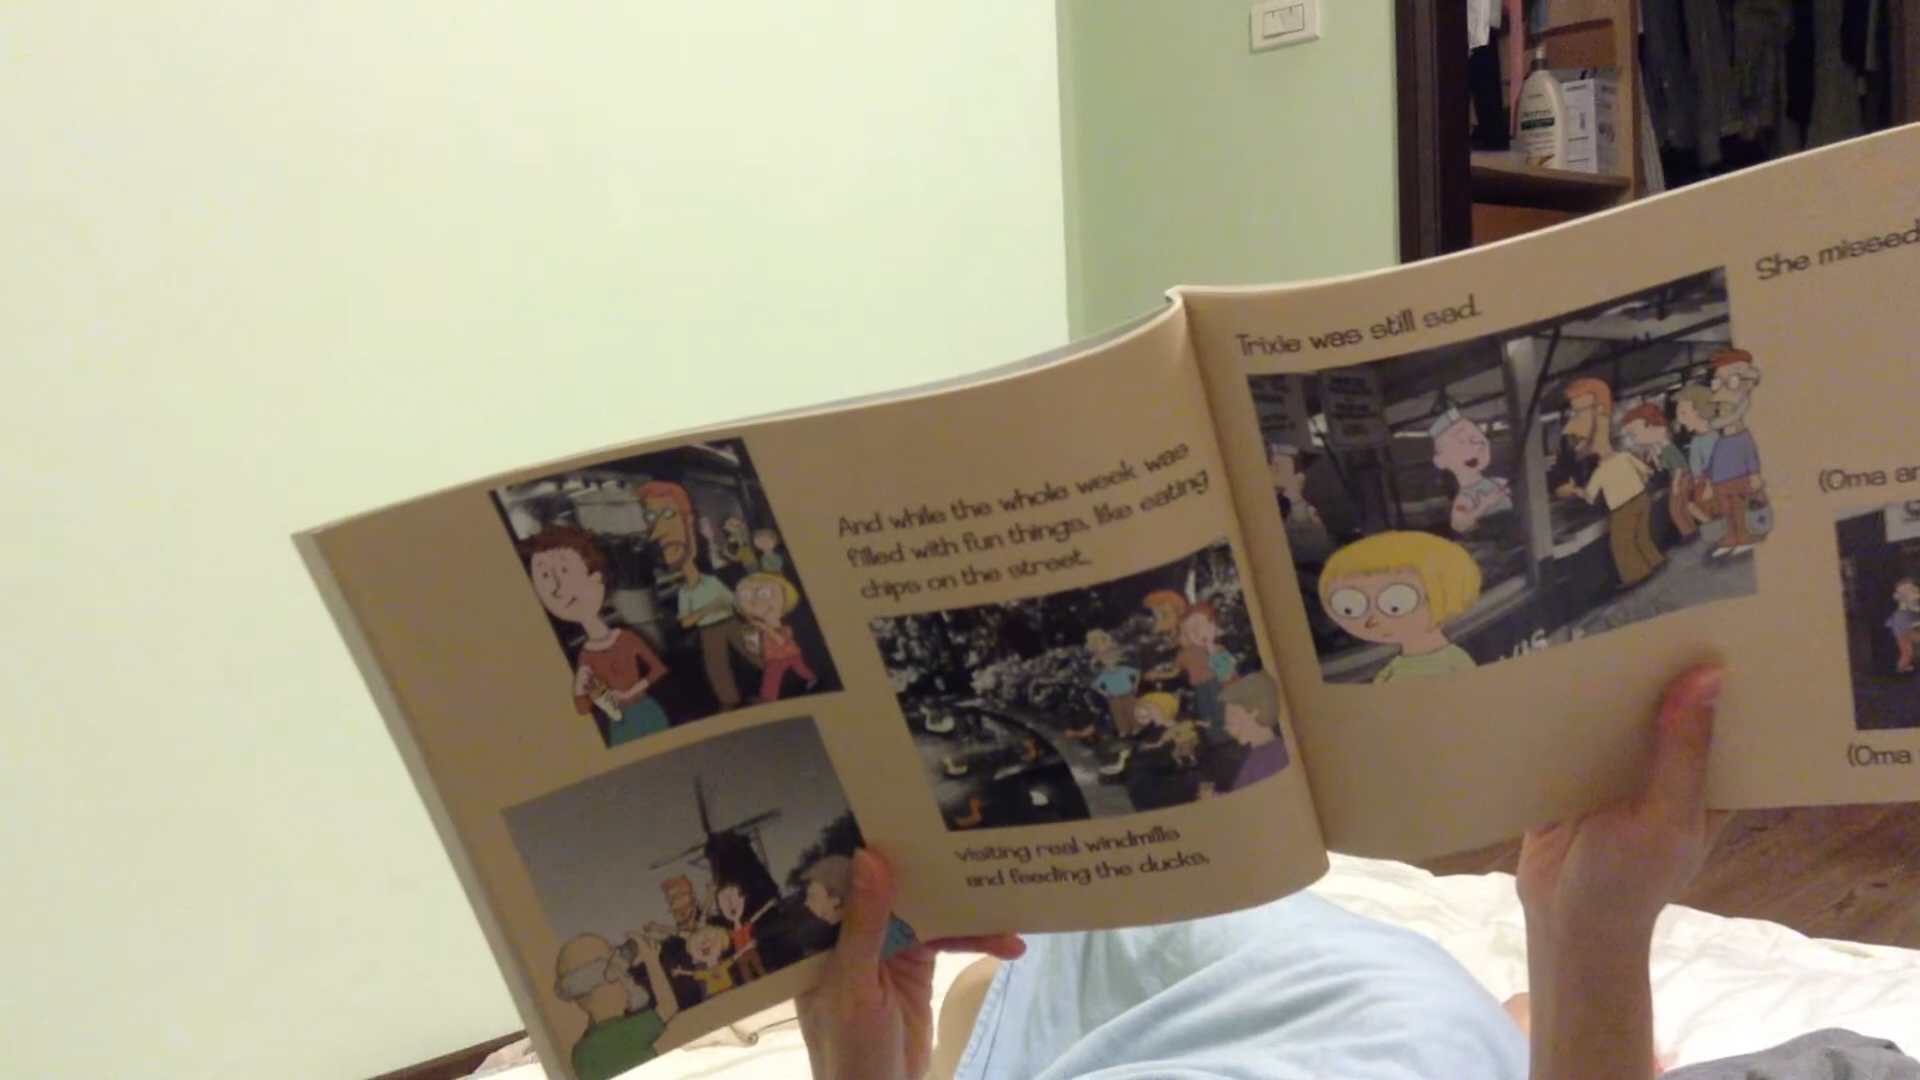 And while the whole week was
filled with fun things, like eating
chips on the street,
visiting real windmills
and feeding the ducks,
Trixie was still sad.
She missed
(Oma
(Oma